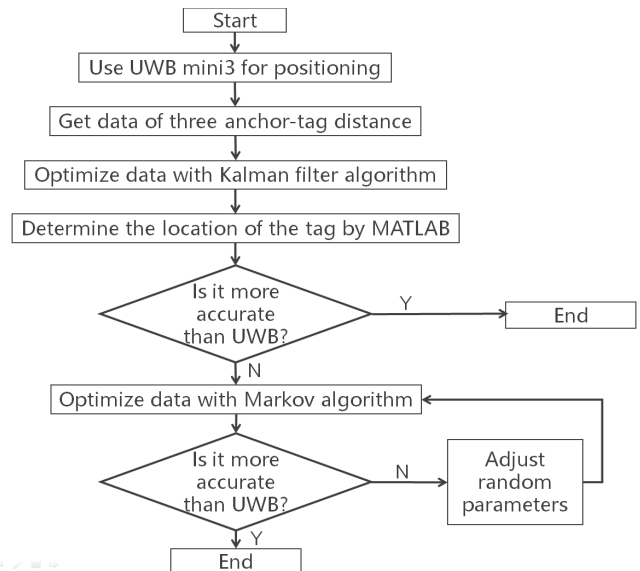 Start
Use UWB mini3 for positioning
Get data of three anchor-tag distance
Optimize data with Kalman filter algorithm
Determine the location of the tag by MATLAB
Is it more
accurate
than UWB?
Y
End
N
Optimize data with Markov algorithm
Is it more
accurate
than UWB?
N
Adjust
random
parameters
Y
End